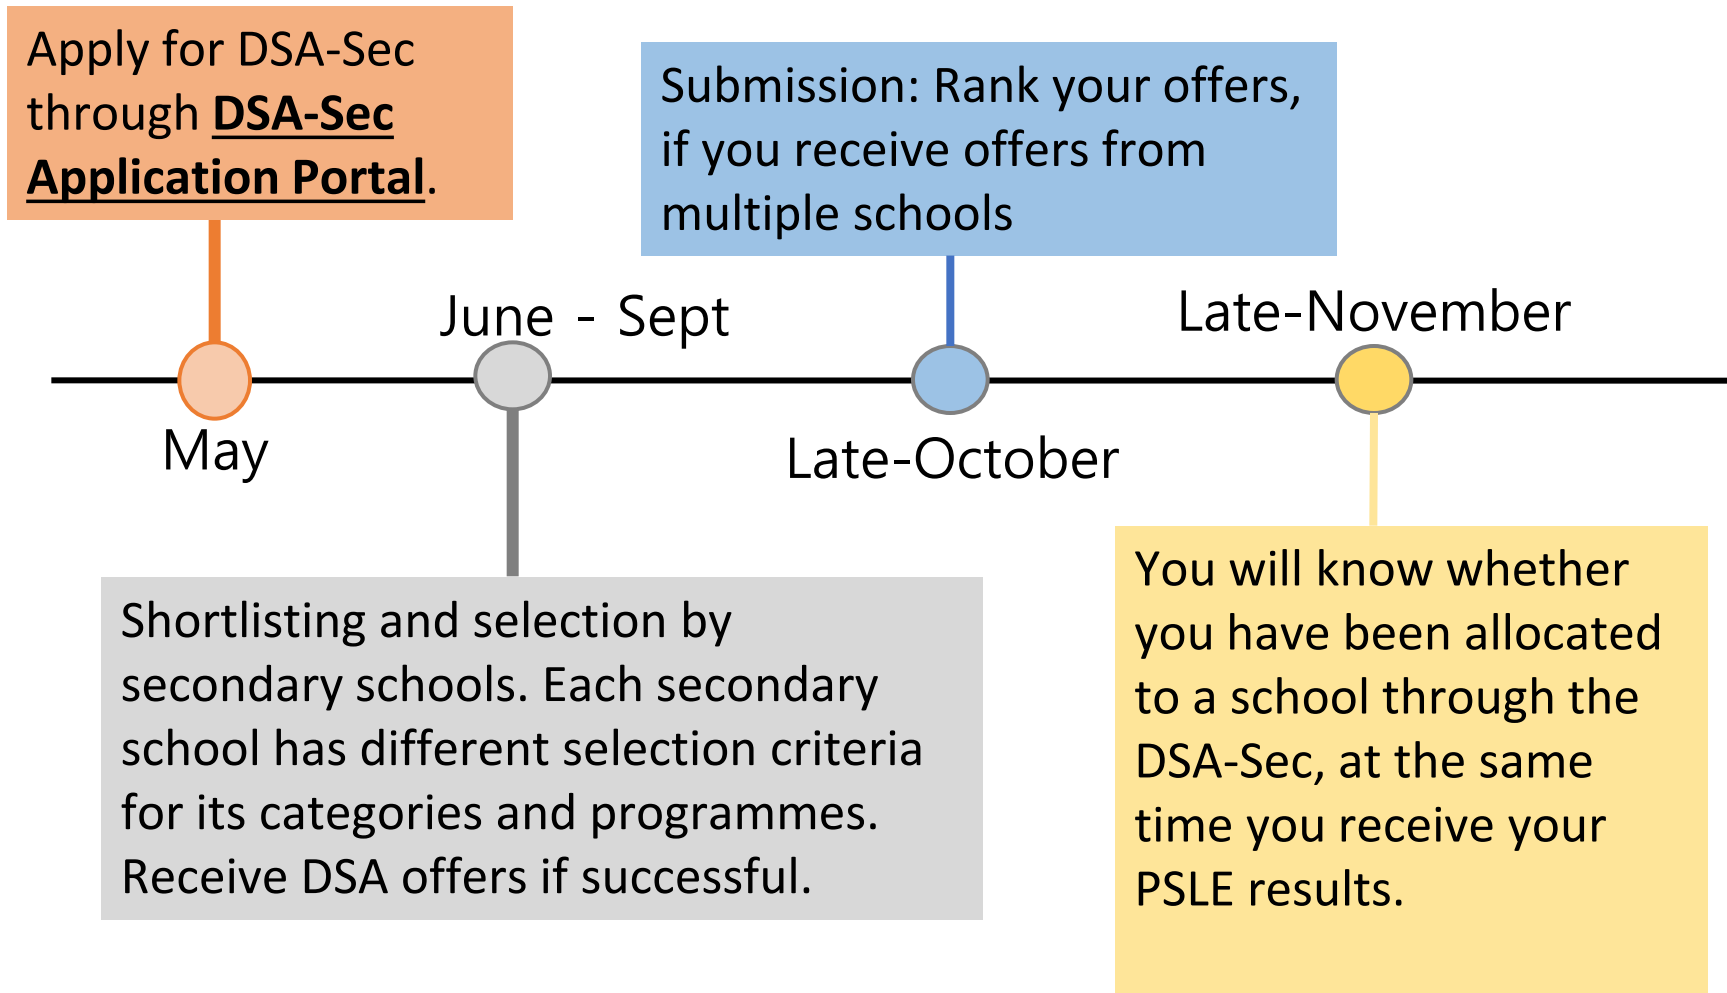 Apply for DSA-Sec
through DSA-Sec
Application Portal.
May
June - Sept
Shortlisting and selection by
secondary schools. Each secondary
school has different selection criteria
for its categories and programmes.
Receive DSA offers if successful.
Submission: Rank your offers,
if you receive offers from
multiple schools
Late-October
Late-November
You will know whether
you have been allocated
to a school through the
DSA-Sec, at the same
time you receive your
PSLE results.